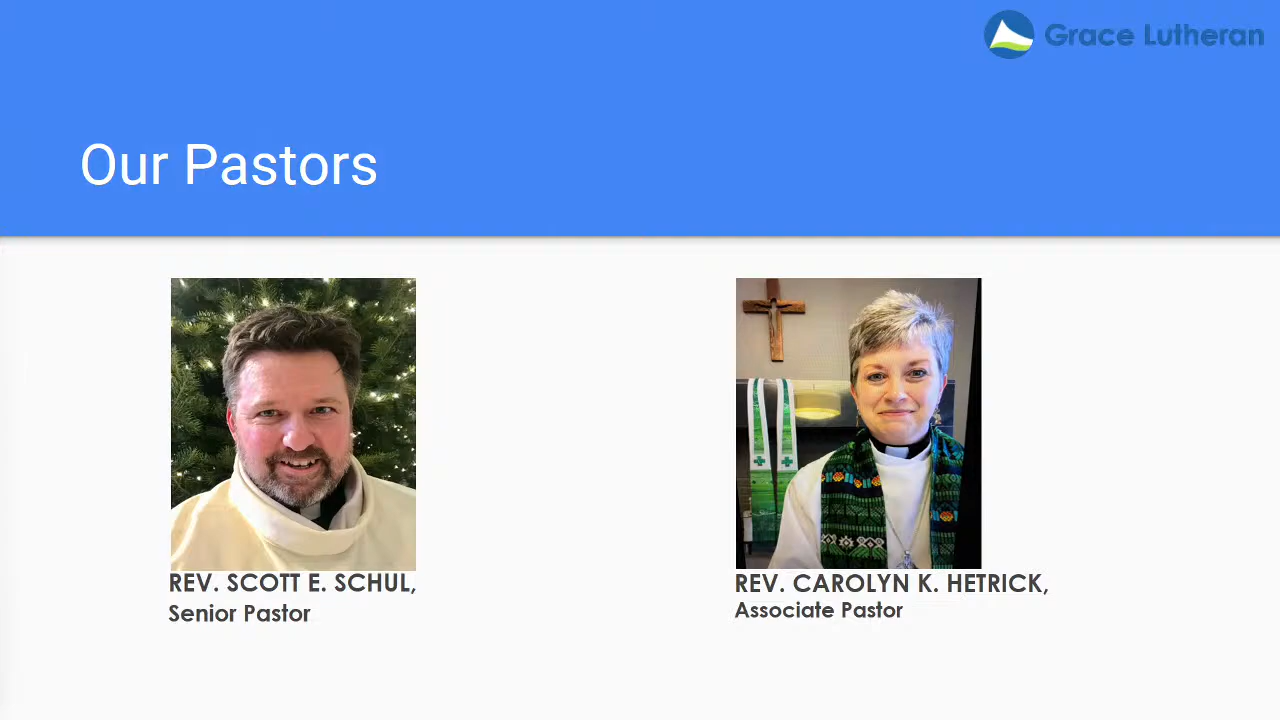 Grace Lutheran
Our Pastors
REV. SCOTT E. SCHUL,
Senior Pastor
REV. CAROLYN K. HETRICK,
Associate Pastor